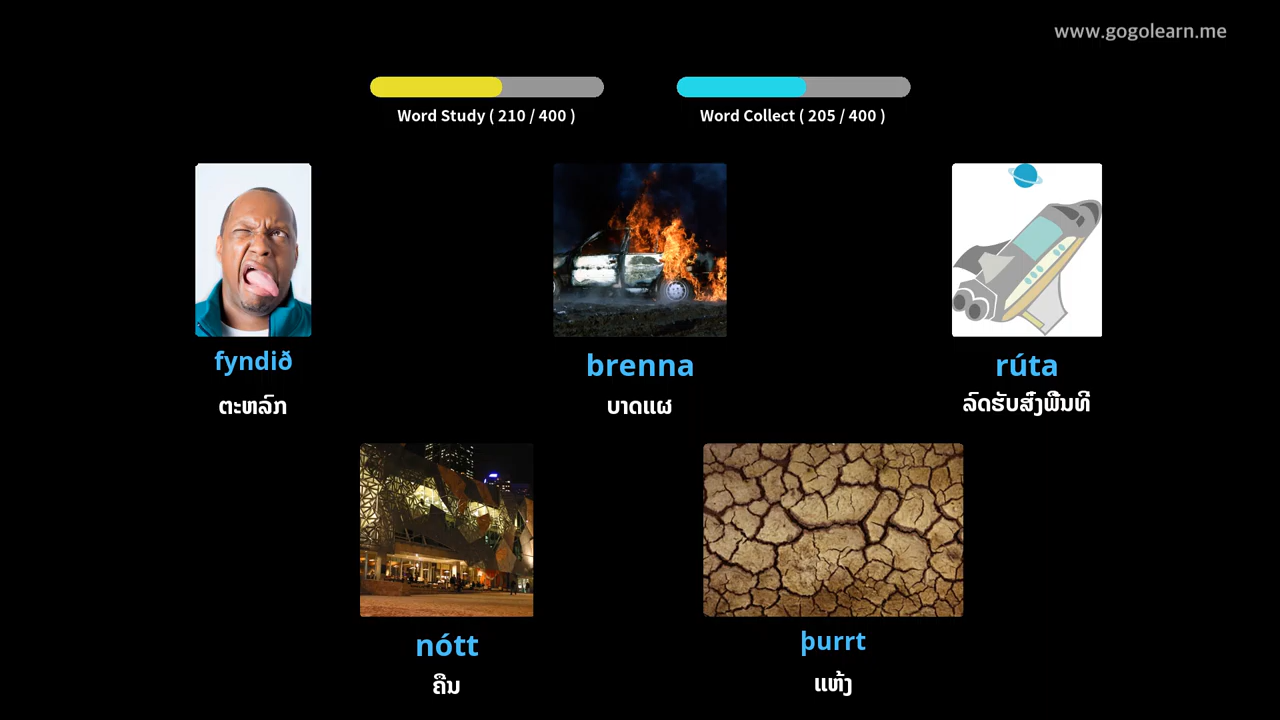 www.gogolearn.me
Word Study ( 210 / 400 )
Word Collect ( 205 / 400 )
fyndið
brenna
rúta
ຕະຫລົກ
ບາດແຜ
ລົດຮັບສົ່ງພື້ນທີ່
nótt
þurrt
ຄືນ
ແຫ້ງ